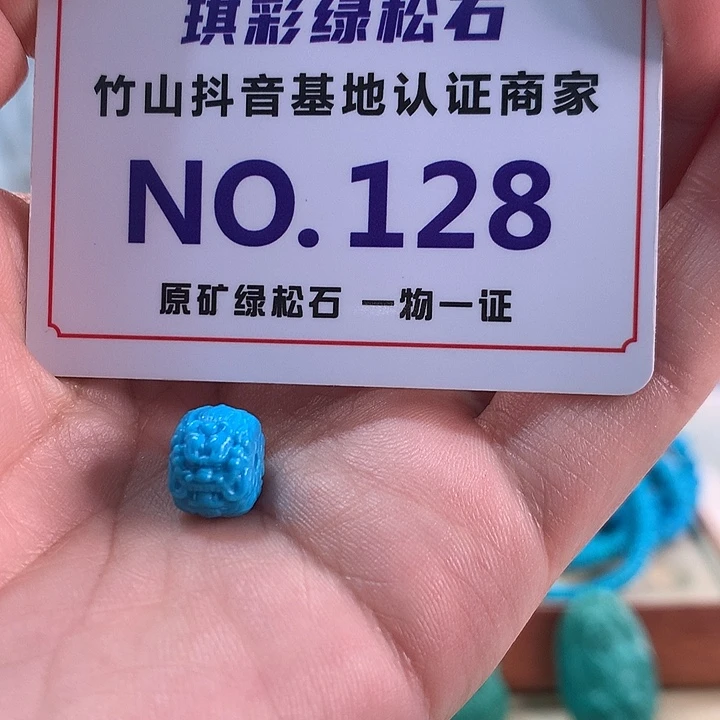 琪彩绿松石
竹山抖音基地认证商家
NO.128
原矿绿松石 一物一证